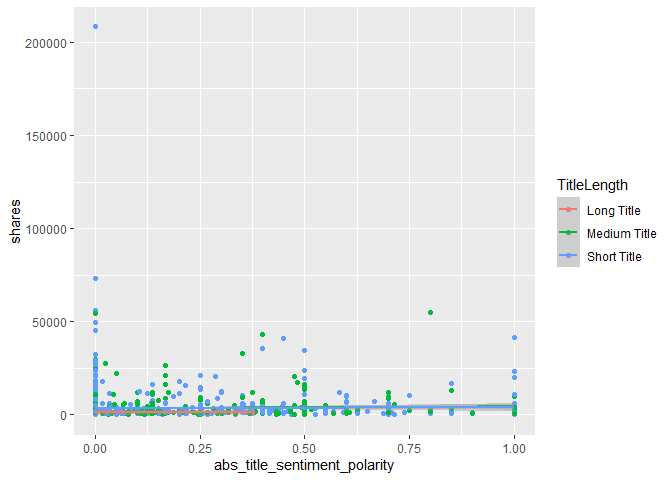 200000
150000
100000
50000
0
shares
0.00 0.25 0.50 0.75 1.00
abs_title_sentiment_polarity
TitleLength
Long Title
Medium Title
Short Title